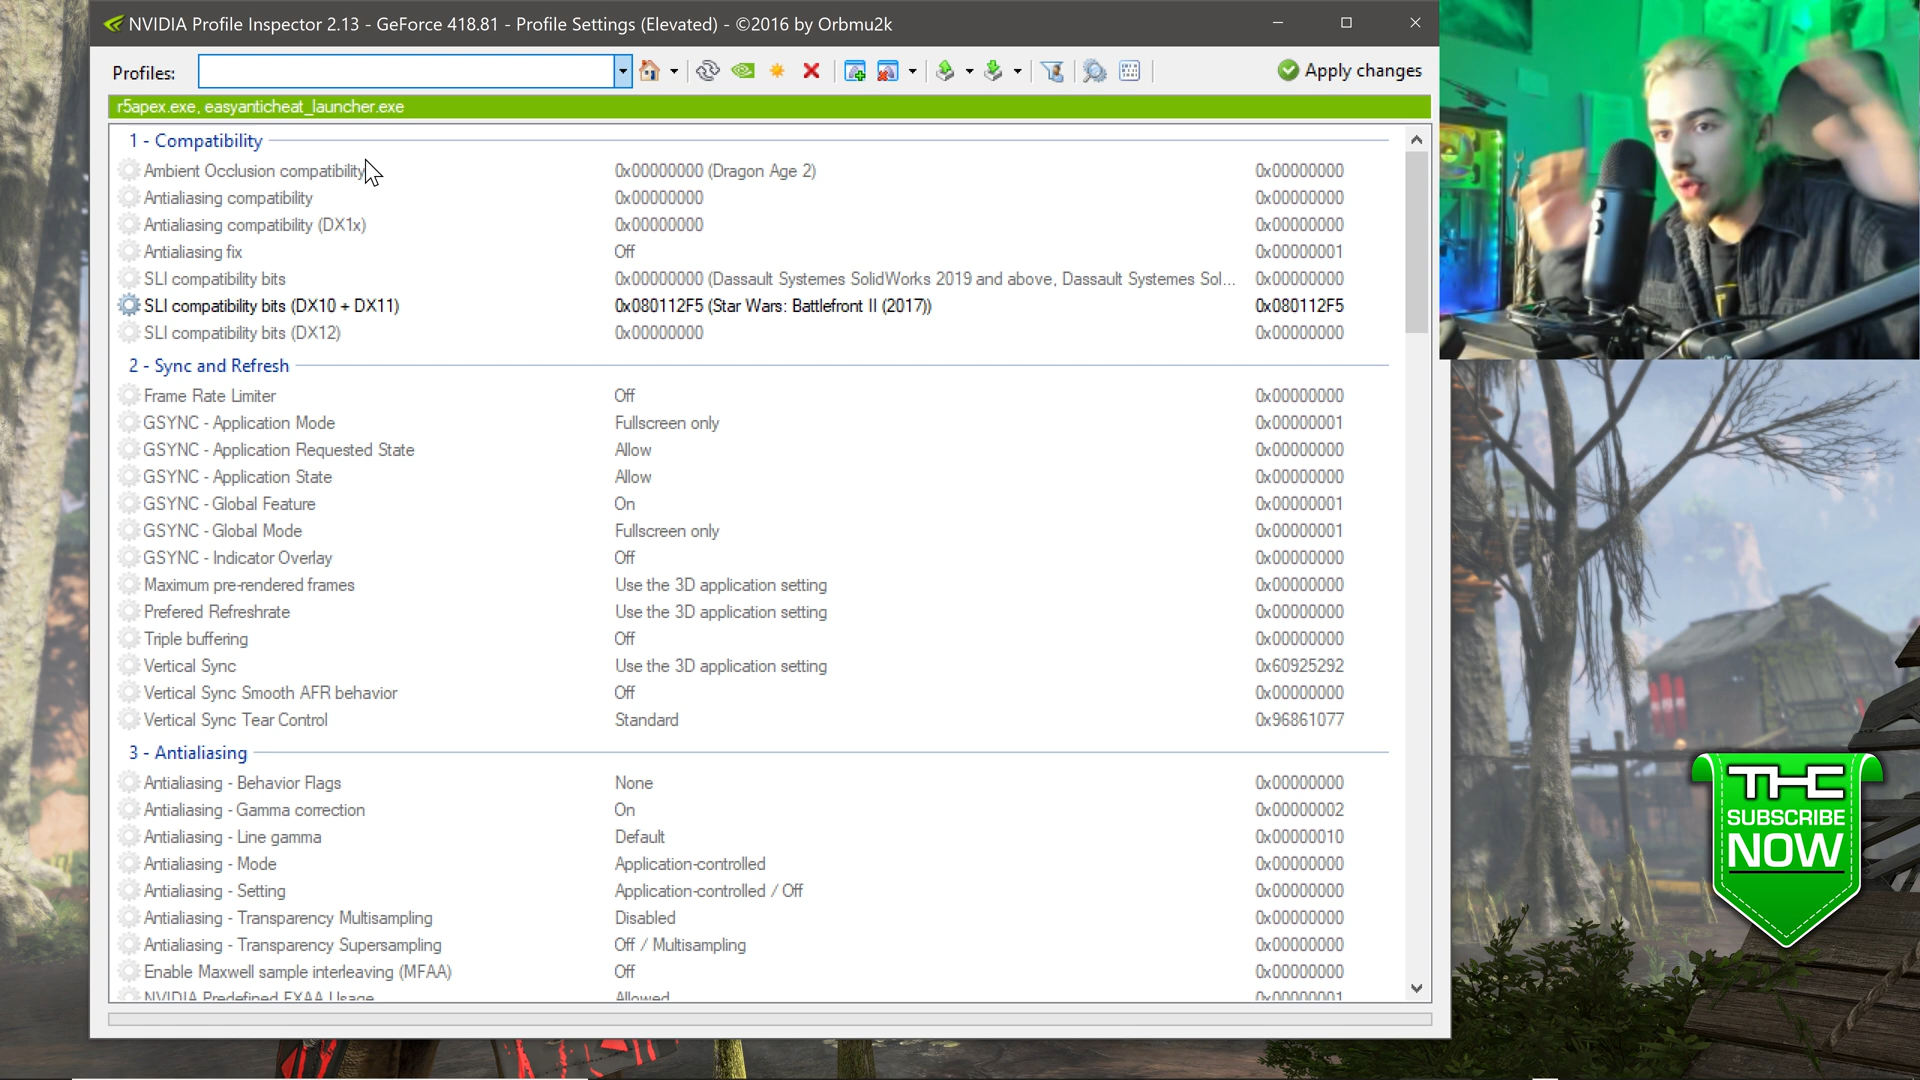 NVIDIA Profile Inspector 2.13 - GeForce 418.81 - Profile Settings (Elevated) - ©2016 by Orbmu2k
Profiles:
Apply changes
r5apex.exe, easyanticheat_launcher.exe
1 - Compatibility
Ambient Occlusion compatibility 0x00000000 (Dragon Age 2) 0x00000000
Antialiasing compatibility 0x00000000 0x00000000
Antialiasing compatibility (DX1x) 0x00000000 0x00000000
Antialiasing fix Off 0x00000001
SLI compatibility bits 0x00000000 (Dassault Systemes SolidWorks 2019 and above, Dassault Systemes Sol... 0x00000000
SLI compatibility bits (DX10 + DX11) 0x080112F5 (Star Wars: Battlefront II (2017)) 0x080112F5
SLI compatibility bits (DX12) 0x00000000 0x00000000
2 - Sync and Refresh
Frame Rate Limiter Off 0x00000000
GSYNC - Application Mode Fullscreen only 0x00000001
GSYNC - Application Requested State Allow 0x00000000
GSYNC - Application State Allow 0x00000000
GSYNC - Global Feature On 0x00000001
GSYNC - Global Mode Fullscreen only 0x00000001
GSYNC - Indicator Overlay Off 0x00000000
Maximum pre-rendered frames Use the 3D application setting 0x00000000
Prefered Refreshrate Use the 3D application setting 0x00000000
Triple buffering Off 0x00000000
Vertical Sync Use the 3D application setting 0x60925292
Vertical Sync Smooth AFR behavior Off 0x00000000
Vertical Sync Tear Control Standard 0x96861077
3 - Antialiasing
Antialiasing - Behavior Flags None 0x00000000
Antialiasing - Gamma correction On 0x00000002
Antialiasing - Line gamma Default 0x00000010
Antialiasing - Mode Application-controlled 0x00000000
Antialiasing - Setting Application-controlled / Off 0x00000000
Antialiasing - Transparency Multisampling Disabled 0x00000000
Antialiasing - Transparency Supersampling Off / Multisampling 0x00000000
Enable Maxwell sample interleaving (MFAA) Off 0x00000000
NVIDIA Predefined FXAA Usage Allowed 0x00000001
THC
SUBSCRIBE
NOW